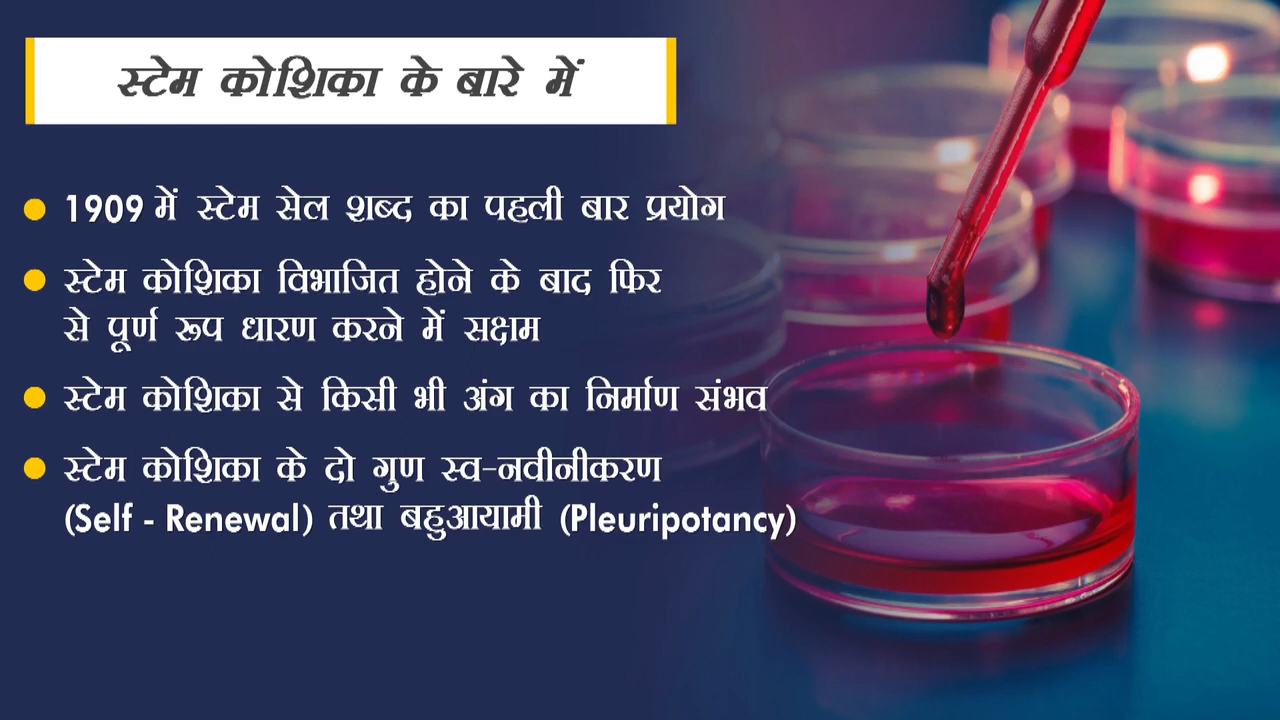 स्टेम कोशिका के बारे में
1909 में स्टेम सेल शब्द का पहली बार प्रयोग
स्टेम कोशिका विभाजित होने के बाद फिर
से पूर्ण रूप धारण करने में सक्षम
स्टेम कोशिका से किसी भी अंग का निर्माण संभव
स्टेम कोशिका के दो गुण स्व-नवीनीकरण
(Self - Renewal) तथा बहुआयामी (Pleuripotancy)